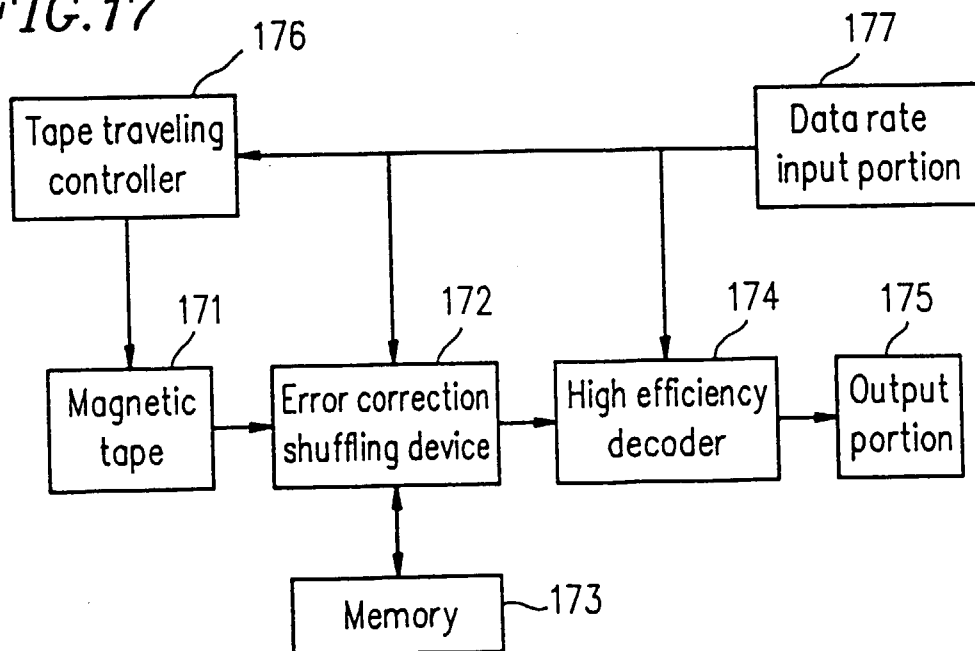 FIG.17
176
177
Tape traveling
controller
Data rate
input portion
171
172
174
175
Magnetic
tape
Error correction
shuffling device
High efficiency
decoder
Output
portion
Memory
173